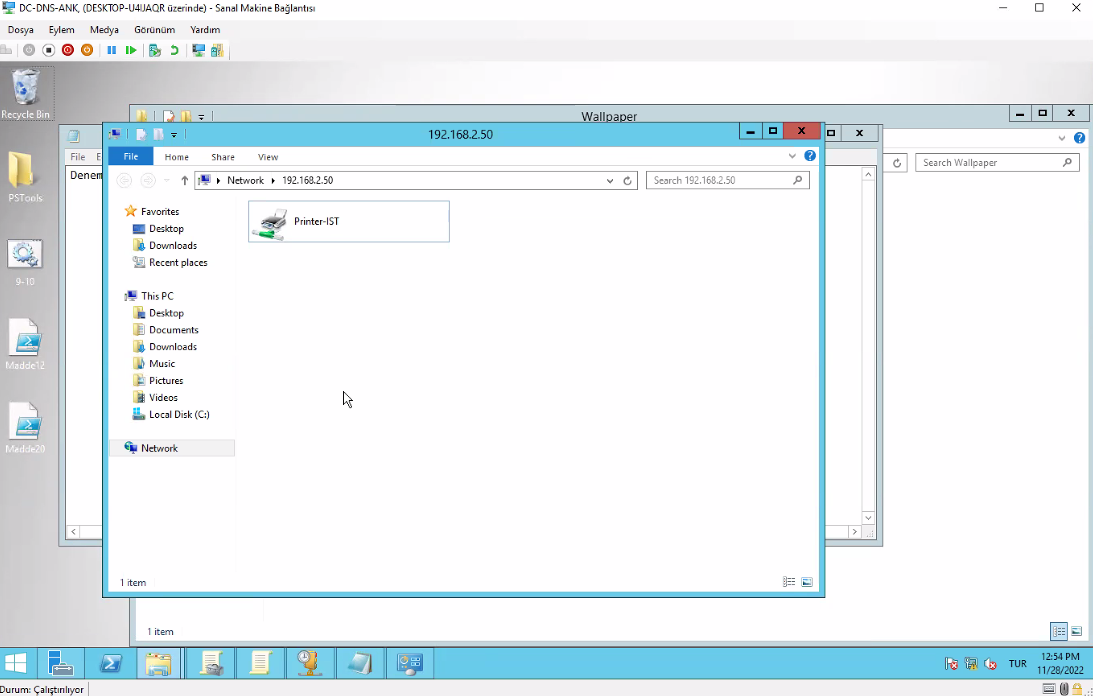 DC-DNS-ANK, (DESKTOP-U4IJAQR üzerinde) - Sanal Makine Bağlantısı
Dosya Eylem Medya Görünüm Yardım
Recycle Bin
PSTools
9-10
Madde12
Madde20
Wallpaper
Search Wallpaper
File
Denem
192.168.2.50
File Home Share View
Network 192.168.2.50
Search 192.168.2.50
Favorites
Desktop
Downloads
Recent places
This PC
Desktop
Documents
Downloads
Music
Pictures
Videos
Local Disk (C:)
Network
Printer-IST
1 item
1 item
TUR
12:54 PM
11/28/2022
Durum: Çalıştırılıyor